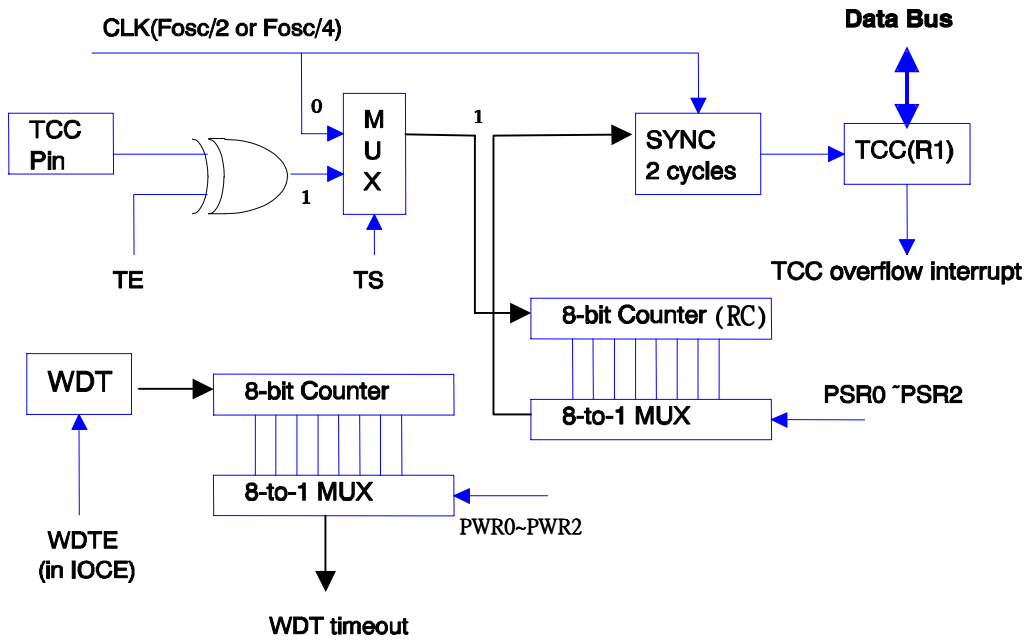 CLK(Fosc/2 or Fosc/4)
Data Bus
0
1
TCC
Pin
M
U
X
SYNC
2 cycles
TCC(R1)
1
TE
TS
TCC overflow interrupt
8-bit Counter (RC)
WDT
8-bit Counter
8-to-1 MUX
PSR0 ~PSR2
8-to-1 MUX
PWR0~PWR2
WDTE
(in IOCE)
WDT timeout